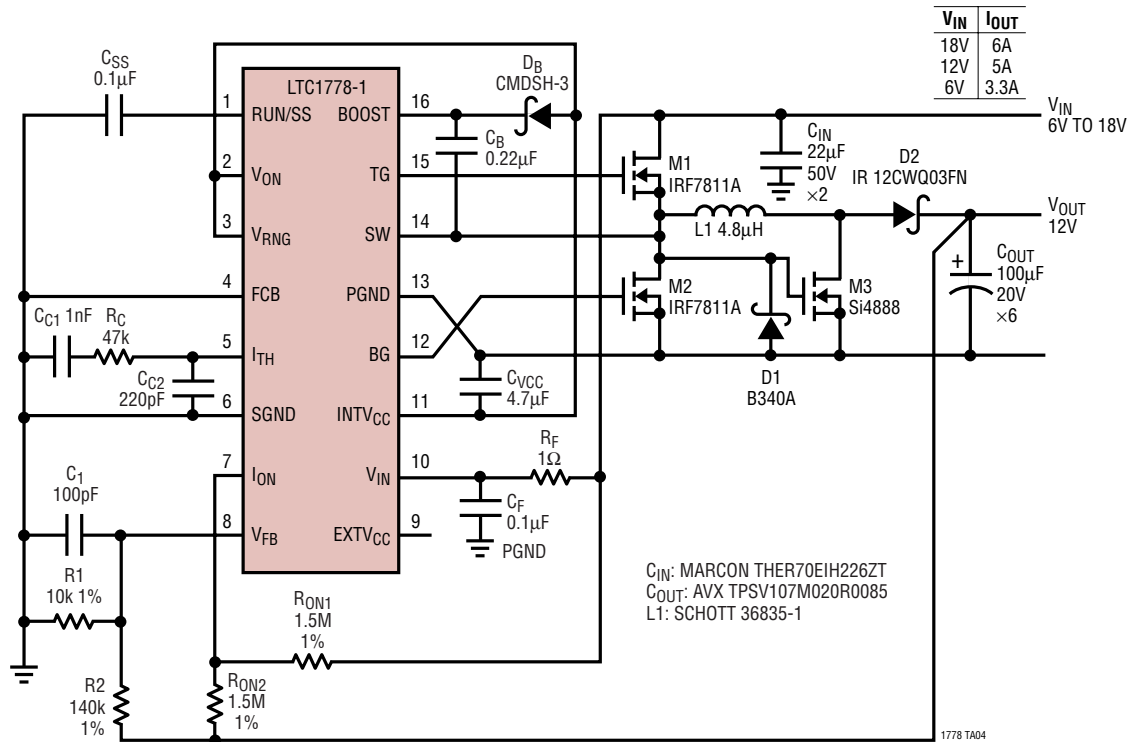 VIN IOUT
18V 6A
12V 5A
6V 3.3A
CSS
0.1µF
DB
CMDSH-3
LTC1778-1
1 RUN/SS
BOOST 16
CB
0.22µF
VIN
6V TO 18V
CIN
22µF
50V
×2
D2
IR 12CWQ03FN
2 VON
TG 15
M1
IRF7811A
3 VRNG
SW 14
L1 4.8µH
VOUT
12V
COUT
100µF
20V
×6
+
4 FCB
PGND 13
M2
IRF7811A
M3
Si4888
CC1 1nF
RC
47k
5 ITH
BG 12
CC2
220pF
CVCC
4.7µF
D1
B340A
6 SGND
INTVCC 11
RF
1Ω
7 ION
VIN 10
CF
0.1µF
PGND
C1
100pF
8 VFB
EXTVCC 9
R1
10k 1%
CIN: MARCON THER70EIH226ZT
COUT: AVX TPSV107M020R0085
L1: SCHOTT 36835-1
RON1
1.5M
1%
R2
140k
1%
RON2
1.5M
1%
1778 TA04